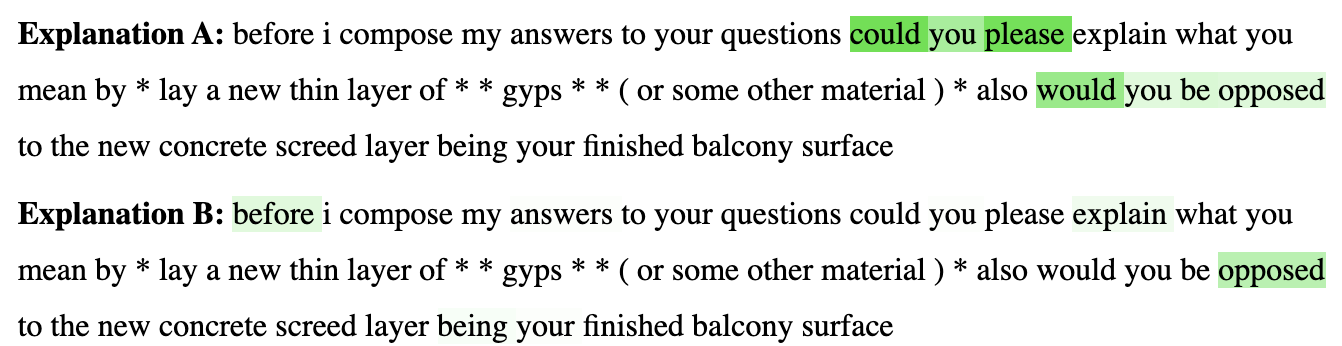 Explanation A: before i compose my answers to your questions could you please explain what you
mean by * lay a new thin layer of * * gyps * * ( or some other material ) * also would you be opposed
to the new concrete screed layer being your finished balcony surface
Explanation B: before i compose my answers to your questions could you please explain what you
mean by * lay a new thin layer of * * gyps * * ( or some other material ) * also would you be opposed
to the new concrete screed layer being your finished balcony surface